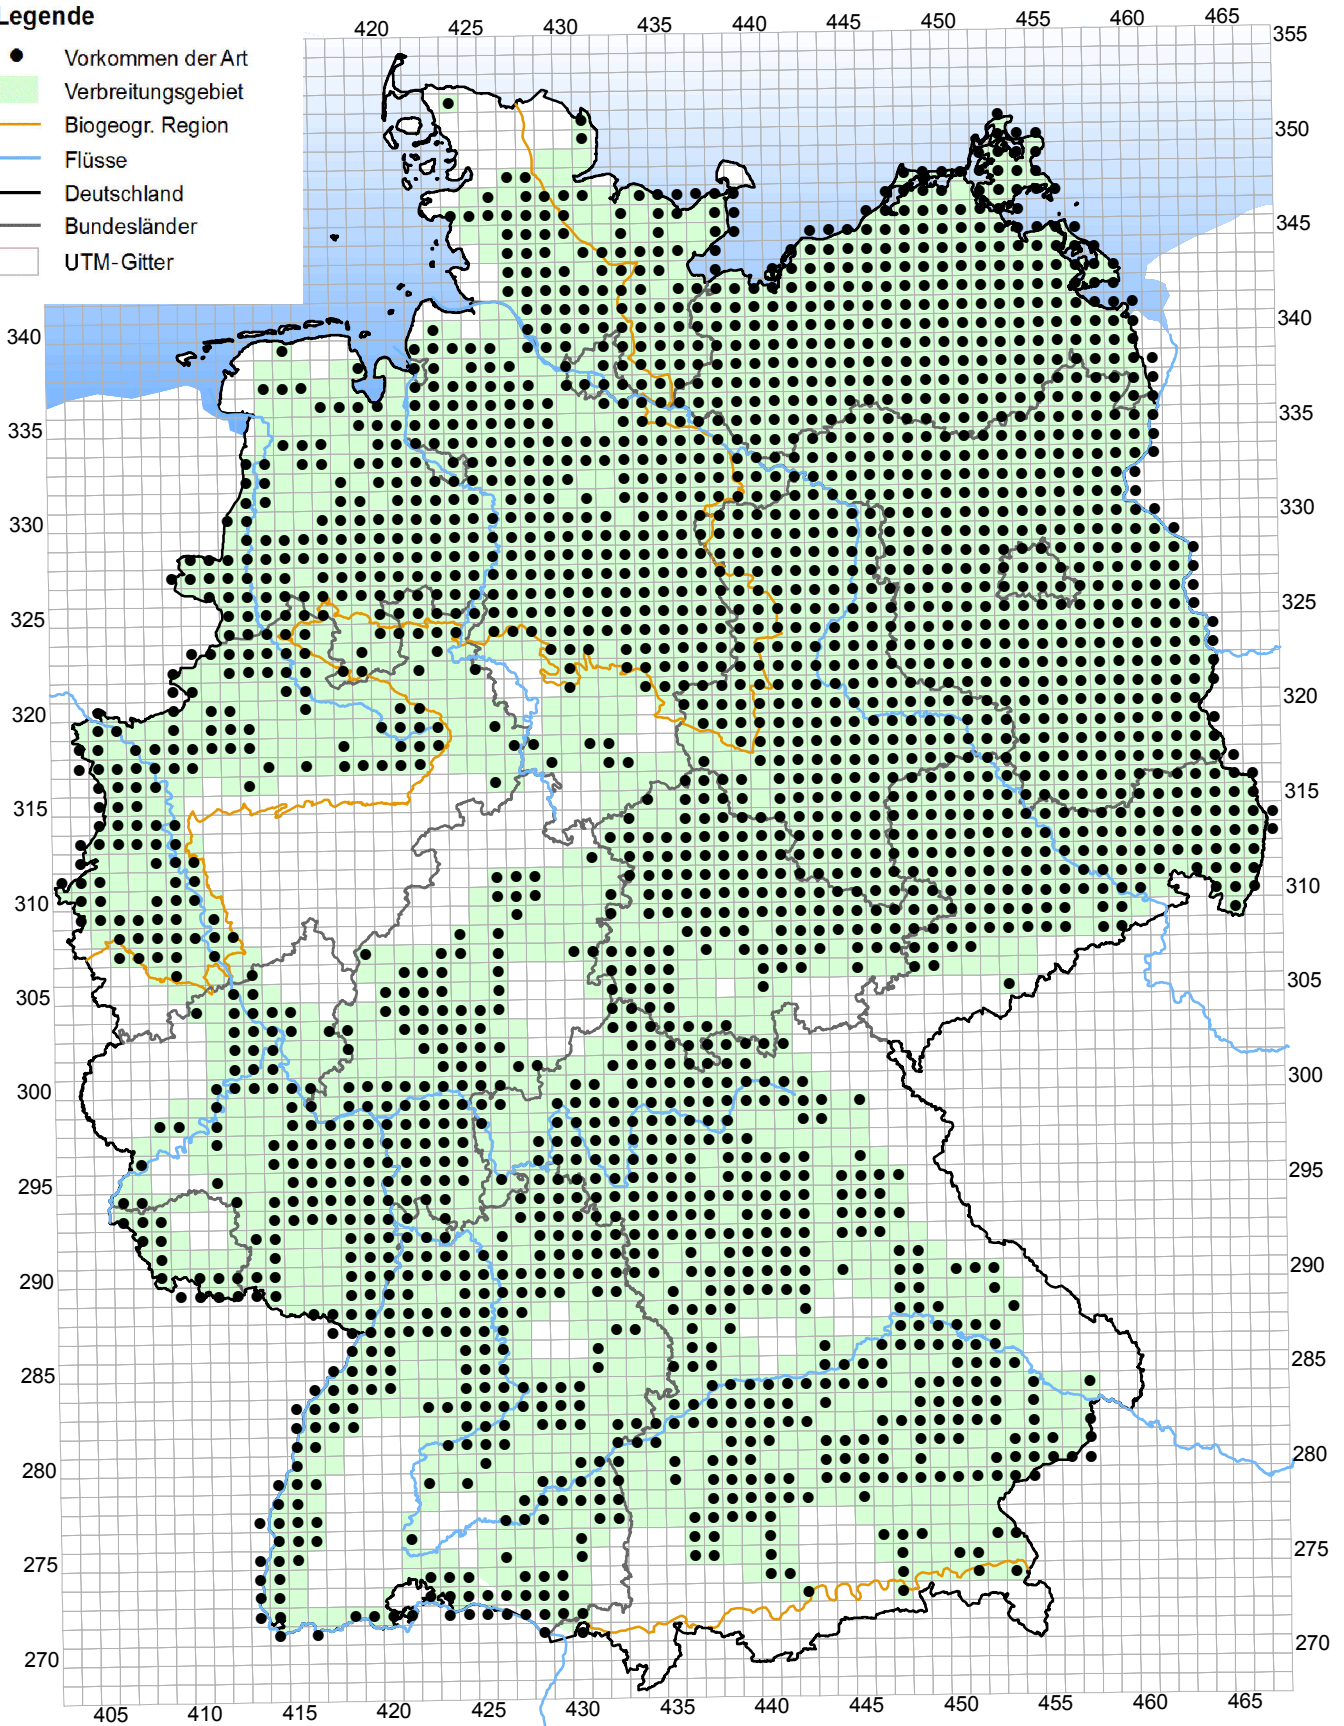 Legende
Vorkommen der Art
Verbreitungsgebiet
Biogeogr. Region
Flüsse
Deutschland
Bundesländer
UTM-Gitter
420 425 430 435 440 445 450 455 460 465
355
350
345
340 340
335 335
330 330
325 325
320 320
315 315
310 310
305 305
300 300
295 295
290 290
285 285
280 280
275 275
270 270
405 410 415 420 425 430 435 440 445 450 455 460 465